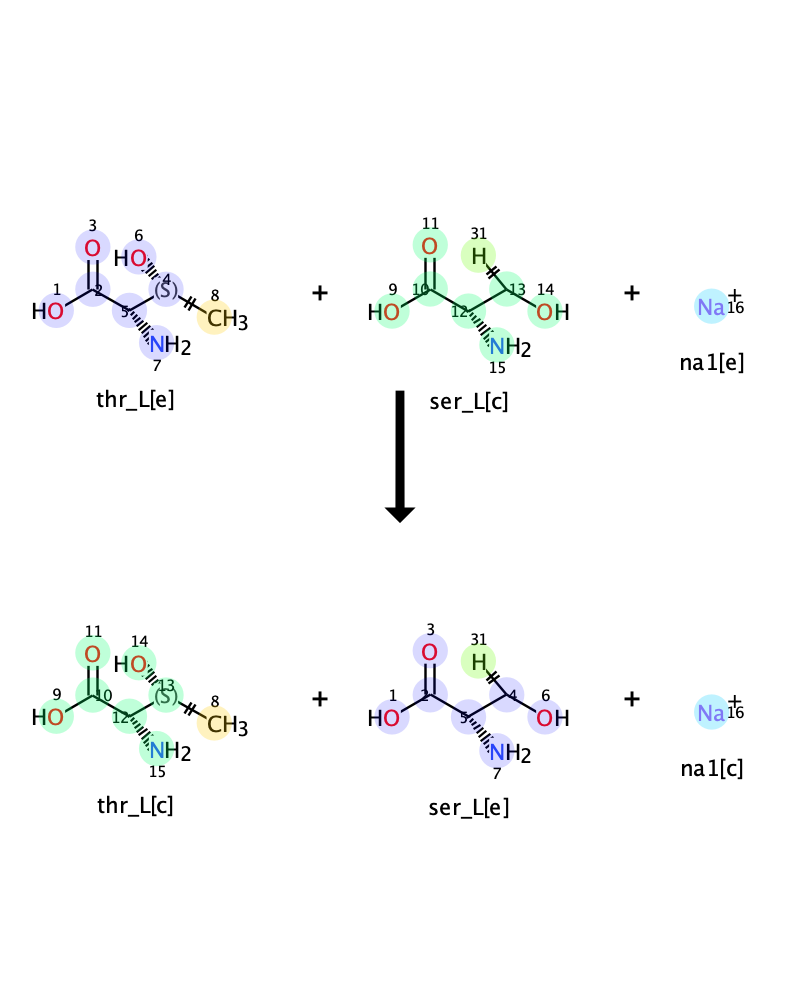 3 6 11 31
O HO O H
1 2 4 8 9 10 13 14
HO (S) CH3 + HO OH + Na+ 16
5 12
NH2 NH2
7 15
thr_L[e] ser_L[c] na1[e]
11 14 3 31
O HO O H
9 10 13 8 1 2 4 6
HO (S) CH3 + HO OH + Na+ 16
12 5
NH2 NH2
15 7
thr_L[c] ser_L[e] na1[c]